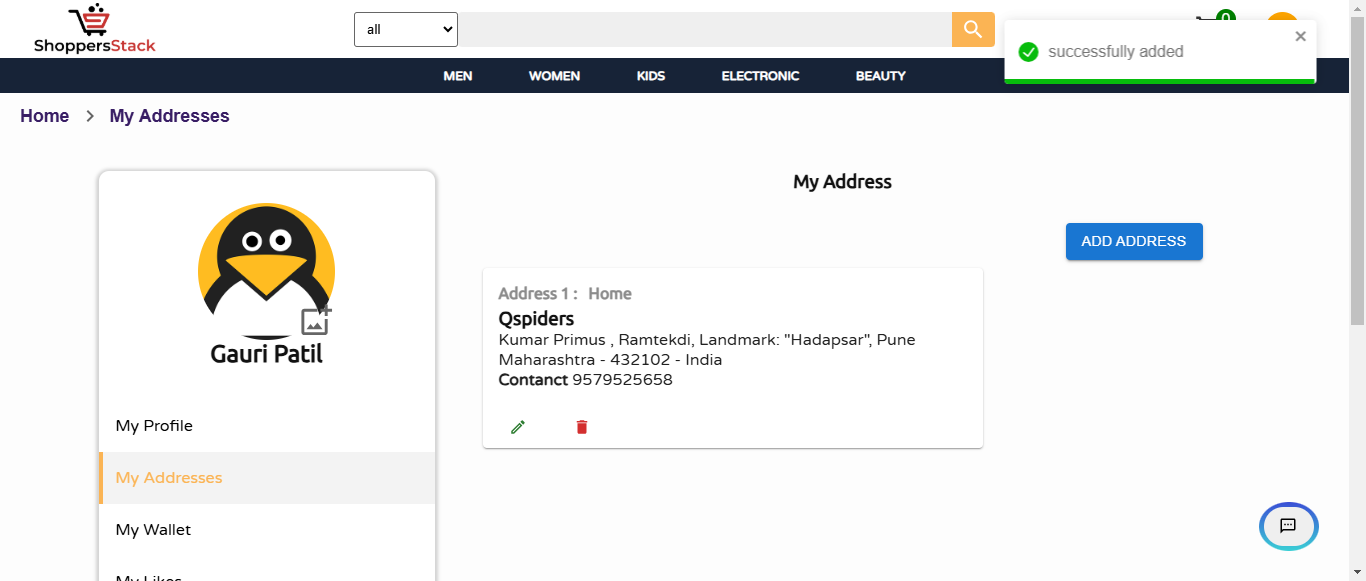 ShoppersStack
all
0
successfully added
MEN WOMEN KIDS ELECTRONIC BEAUTY
Home > My Addresses
My Address
ADD ADDRESS
Address 1 : Home
Qspiders
Kumar Primus , Ramtekdi, Landmark: "Hadapsar", Pune
Maharashtra - 432102 - India
Contanct 9579525658
Gauri Patil
My Profile
My Addresses
My Wallet
My Likes